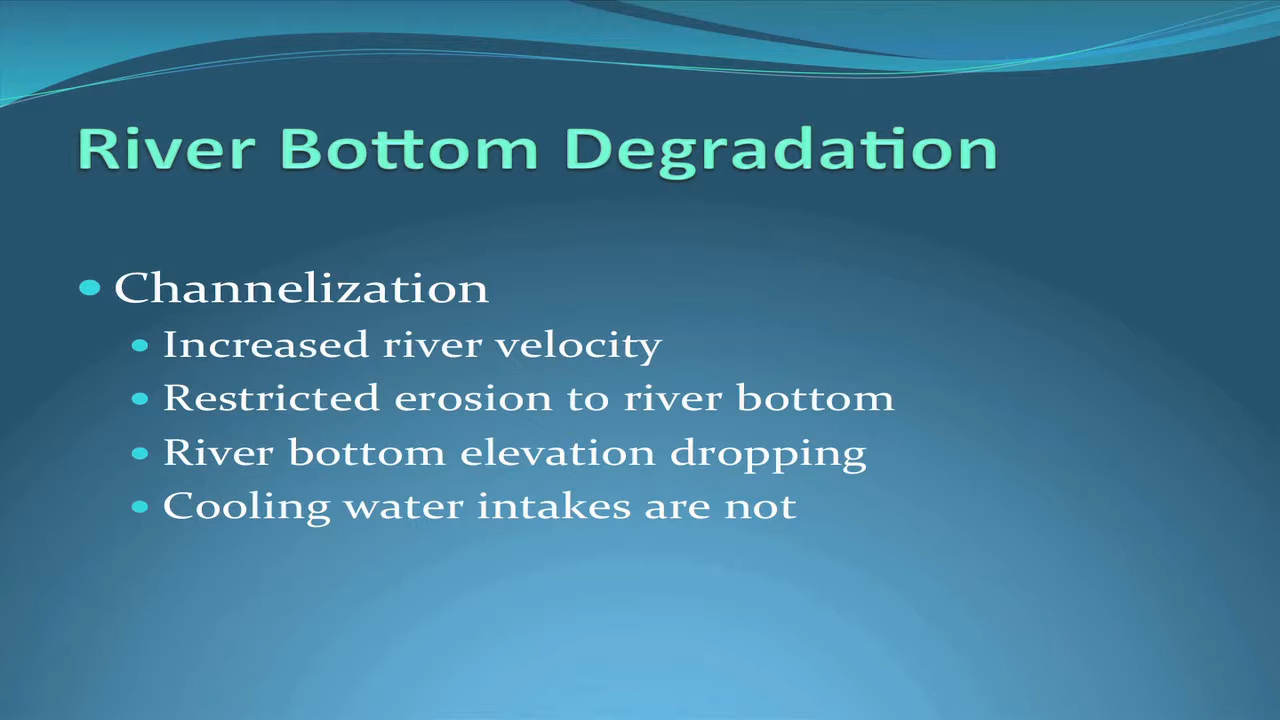 River Bottom Degradation
Channelization
Increased river velocity
Restricted erosion to river bottom
River bottom elevation dropping
Cooling water intakes are not